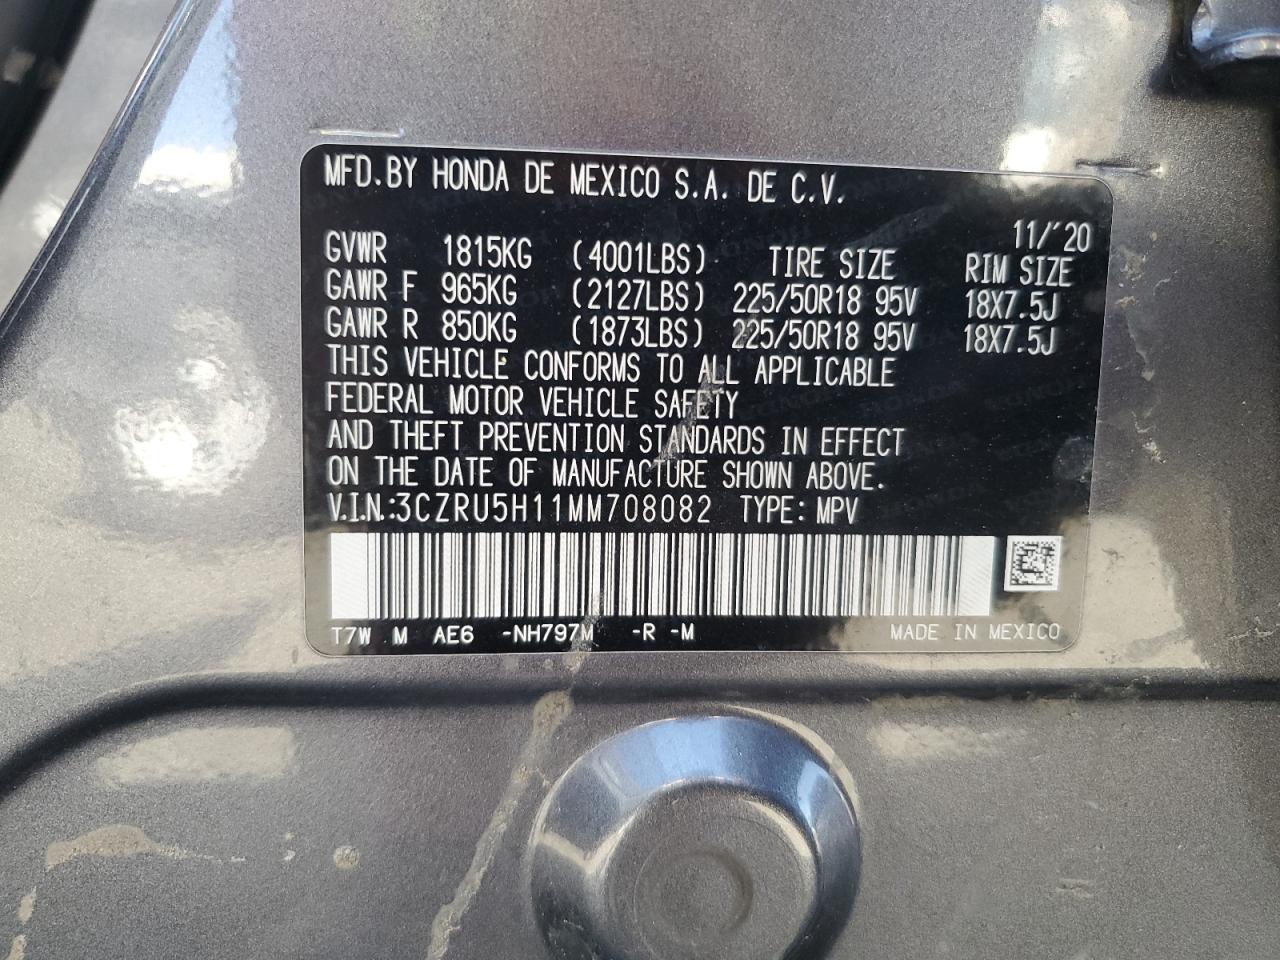 MFD.BY HONDA DE MEXICO S.A. DE C.V.
11/'20
GVWR 1815KG (4001LBS) TIRE SIZE RIM SIZE
GAWR F 965KG (2127LBS) 225/50R18 95V 18X7.5J
GAWR R 850KG (1873LBS) 225/50R18 95V 18X7.5J
THIS VEHICLE CONFORMS TO ALL APPLICABLE
FEDERAL MOTOR VEHICLE SAFETY
AND THEFT PREVENTION STANDARDS IN EFFECT
ON THE DATE OF MANUFACTURE SHOWN ABOVE.
V.I.N.:3CZRU5H11MM708082 TYPE: MPV
T7W M AE6 -NH797M -R -M MADE IN MEXICO